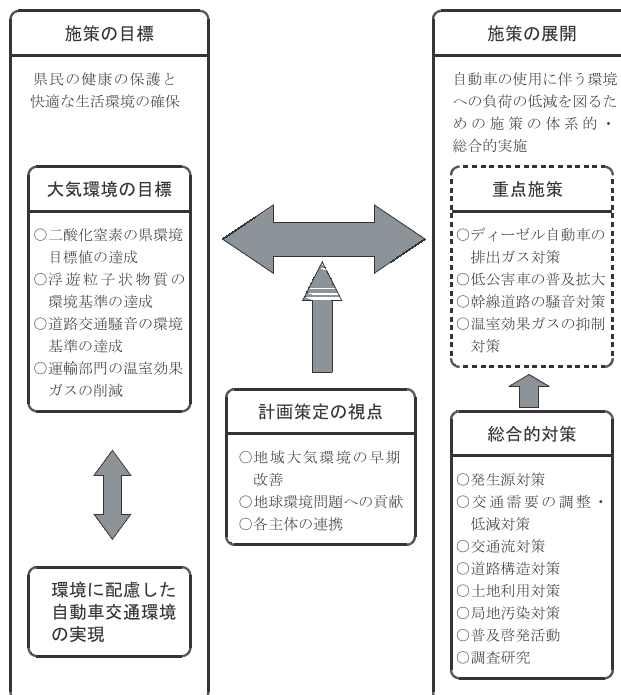 施策の目標
県民の健康の保護と
快適な生活環境の確保
大気環境の目標
○二酸化窒素の県環境
目標値の達成
○浮遊粒子状物質の
環境基準の達成
○道路交通騒音の環境
基準の達成
○運輸部門の温室効果
ガスの削減
環境に配慮した
自動車交通環境
の実現
計画策定の視点
○地域大気環境の早期
改善
○地球環境問題への貢献
○各主体の連携
施策の展開
自動車の使用に伴う環境
への負荷の低減を図るた
めの施策の体系的・
総合的実施
重点施策
○ディーゼル自動車の
排出ガス対策
○低公害車の普及拡大
○幹線道路の騒音対策
○温室効果ガスの抑制
対策
総合的対策
○発生源対策
○交通需要の調整・
低減対策
○交通流対策
○道路構造対策
○土地利用対策
○局地汚染対策
○普及啓発活動
○調査研究